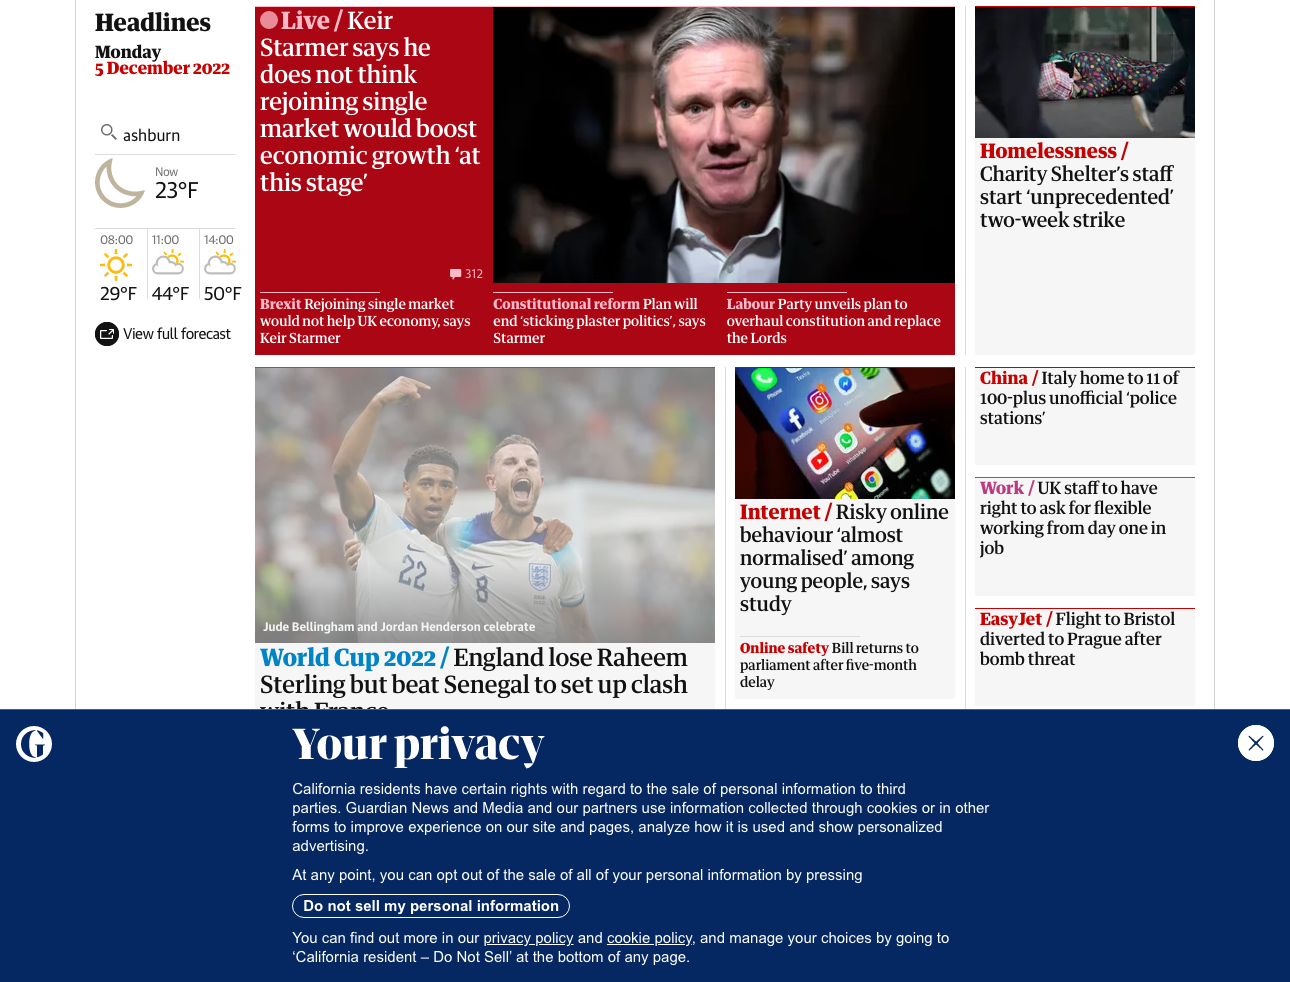 Headlines
Monday
5 December 2022
ashburn
Now
23°F
08:00
29°F
11:00
44°F
14:00
50°F
View full forecast
Live / Keir
Starmer says he
does not think
rejoining single
market would boost
economic growth ‘at
this stage’
312
Brexit Rejoining single market
would not help UK economy, says
Keir Starmer
Constitutional reform Plan will
end ‘sticking plaster politics’, says
Starmer
Labour Party unveils plan to
overhaul constitution and replace
the Lords
Homelessness /
Charity Shelter’s staff
start ‘unprecedented’
two-week strike
22
8
Jude Bellingham and Jordan Henderson celebrate
World Cup 2022 / England lose Raheem
Sterling but beat Senegal to set up clash
with France
iPhone
Facebook
YouTube
WhatsApp
Chrome
Internet / Risky online
behaviour ‘almost
normalised’ among
young people, says
study
Online safety Bill returns to
parliament after five-month
delay
China / Italy home to 11 of
100-plus unofficial ‘police
stations’
Work / UK staff to have
right to ask for flexible
working from day one in
job
EasyJet / Flight to Bristol
diverted to Prague after
bomb threat
G
Your privacy
California residents have certain rights with regard to the sale of personal information to third
parties. Guardian News and Media and our partners use information collected through cookies or in other
forms to improve experience on our site and pages, analyze how it is used and show personalized
advertising.
At any point, you can opt out of the sale of all of your personal information by pressing
Do not sell my personal information
You can find out more in our privacy policy and cookie policy, and manage your choices by going to
‘California resident – Do Not Sell’ at the bottom of any page.